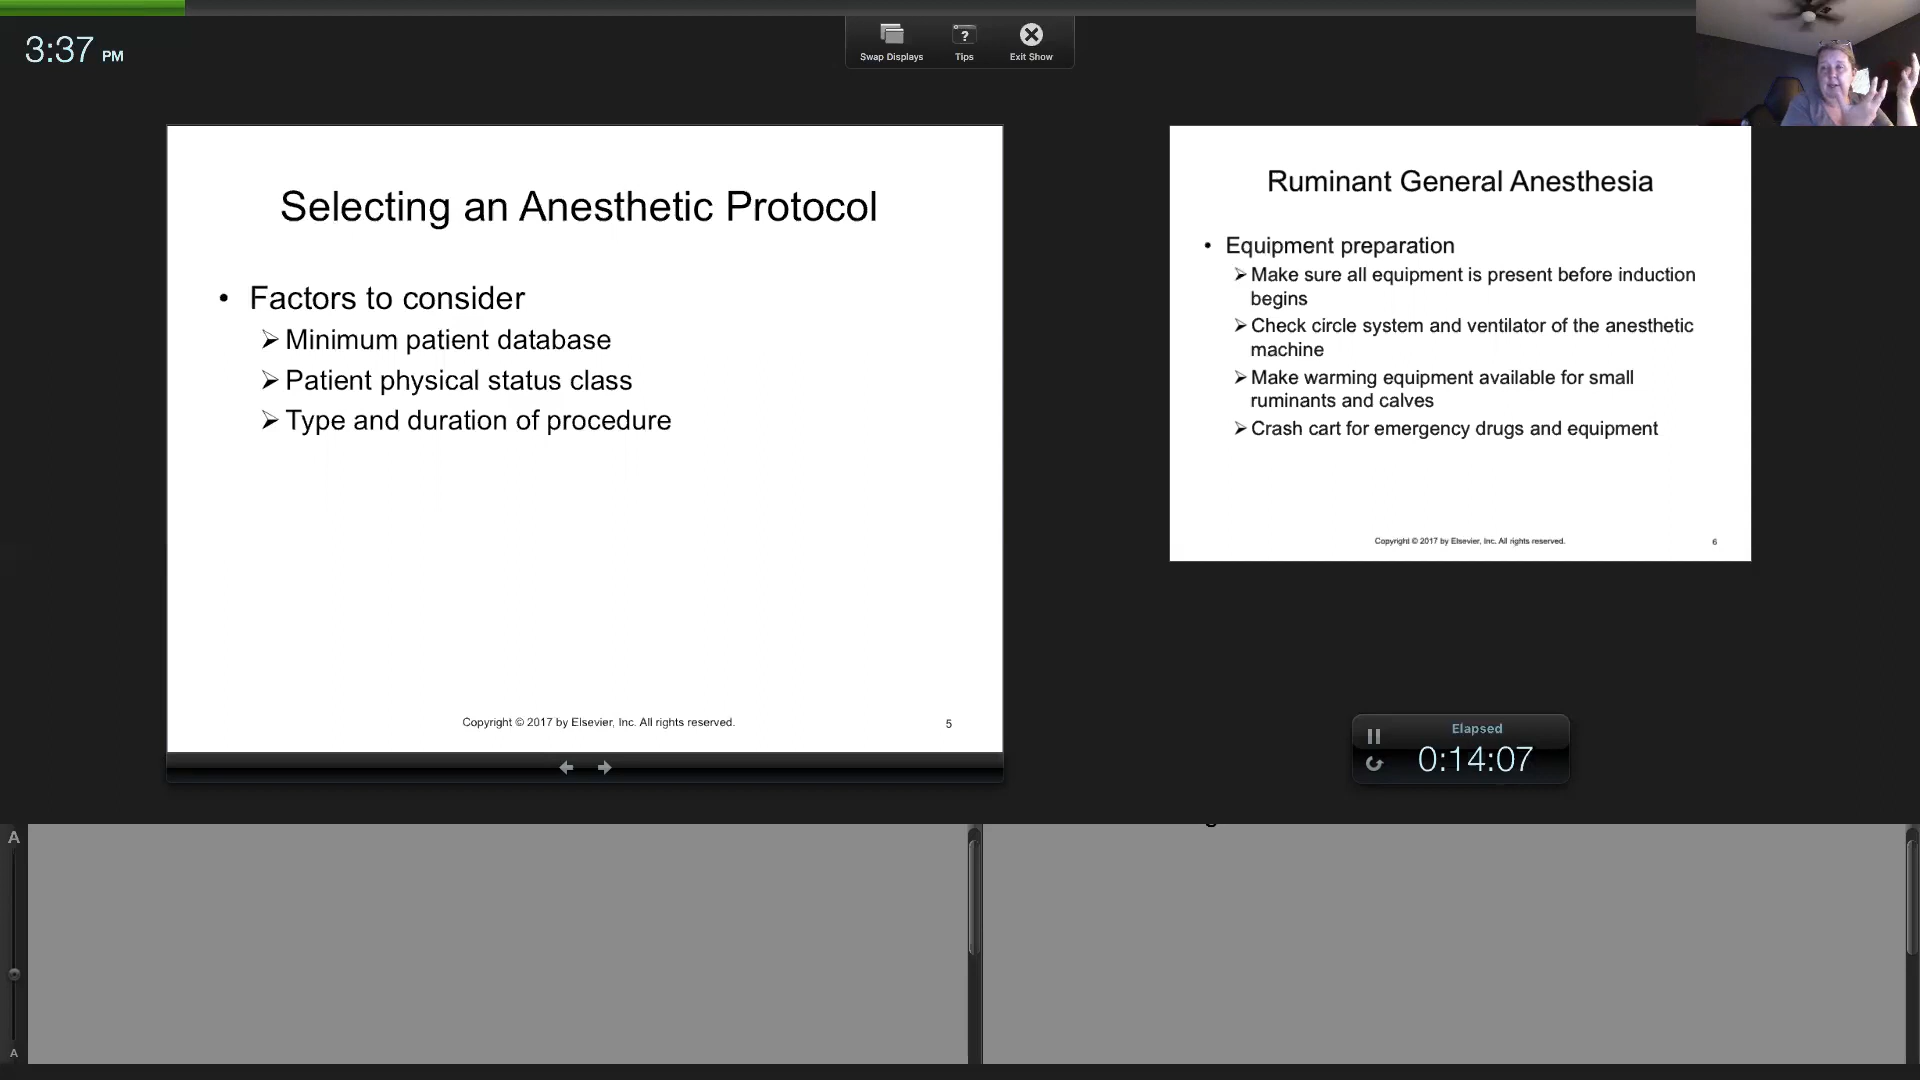 3:37 PM
Swap Displays
Tips
Exit Show
Selecting an Anesthetic Protocol
• Factors to consider
➢ Minimum patient database
➢ Patient physical status class
➢ Type and duration of procedure
Copyright © 2017 by Elsevier, Inc. All rights reserved.
5
Ruminant General Anesthesia
• Equipment preparation
➢ Make sure all equipment is present before induction
begins
➢ Check circle system and ventilator of the anesthetic
machine
➢ Make warming equipment available for small
ruminants and calves
➢ Crash cart for emergency drugs and equipment
Copyright © 2017 by Elsevier, Inc. All rights reserved.
6
Elapsed
0:14:07
A
A